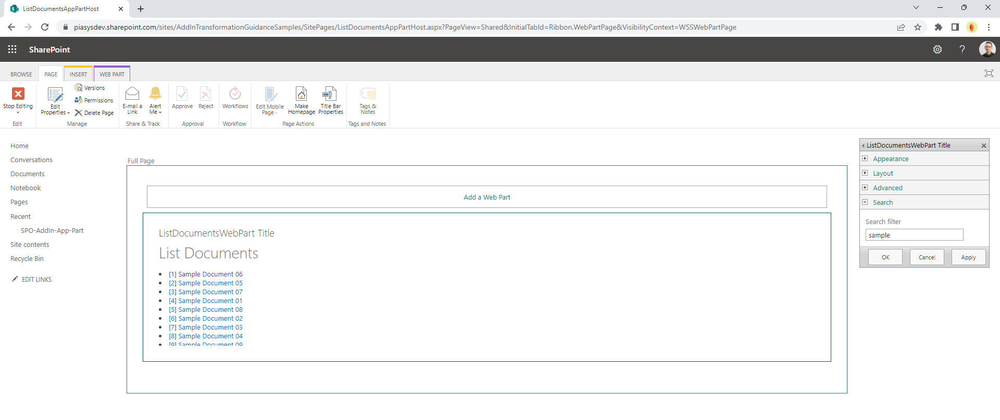 ListDocumentsAppPartHost
piasysdev.sharepoint.com/sites/AddInTransformationGuidanceSamples/SitePages/ListDocumentsAppPartHost.aspx?PageView=Shared&InitialTabId=Ribbon.WebPartPage&VisibilityContext=WSSWebPartPage
SharePoint
BROWSE PAGE INSERT WEB PART
Stop Editing
Edit Properties
Versions
Permissions
Delete Page
E-mail a Link
Alert Me
Approve
Reject
Workflows
Edit Mobile Page
Make Homepage
Title Bar Properties
Tags & Notes
Edit
Manage
Share & Track
Approval
Workflow
Page Actions
Tags and Notes
Home
Conversations
Documents
Notebook
Pages
Recent
SPO-AddIn-App-Part
Site contents
Recycle Bin
EDIT LINKS
Full Page
Add a Web Part
ListDocumentsWebPart Title
List Documents
[1] Sample Document 06
[2] Sample Document 05
[3] Sample Document 07
[4] Sample Document 01
[5] Sample Document 08
[6] Sample Document 02
[7] Sample Document 03
[8] Sample Document 04
[9] Sample Document 09
ListDocumentsWebPart Title
Appearance
Layout
Advanced
Search
Search filter
sample
OK Cancel Apply